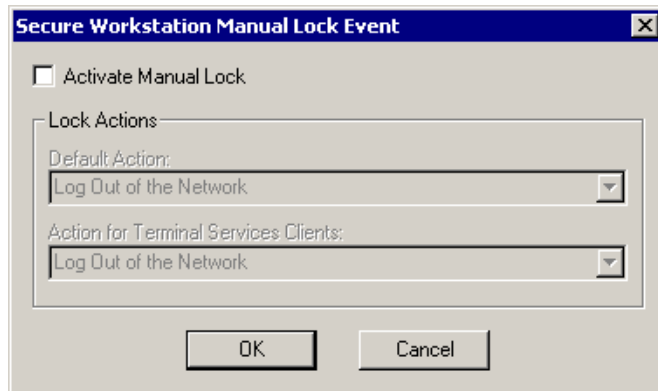 Secure Workstation Manual Lock Event
Activate Manual Lock
Lock Actions
Default Action:
Log Out of the Network
Action for Terminal Services Clients:
Log Out of the Network
OK
Cancel